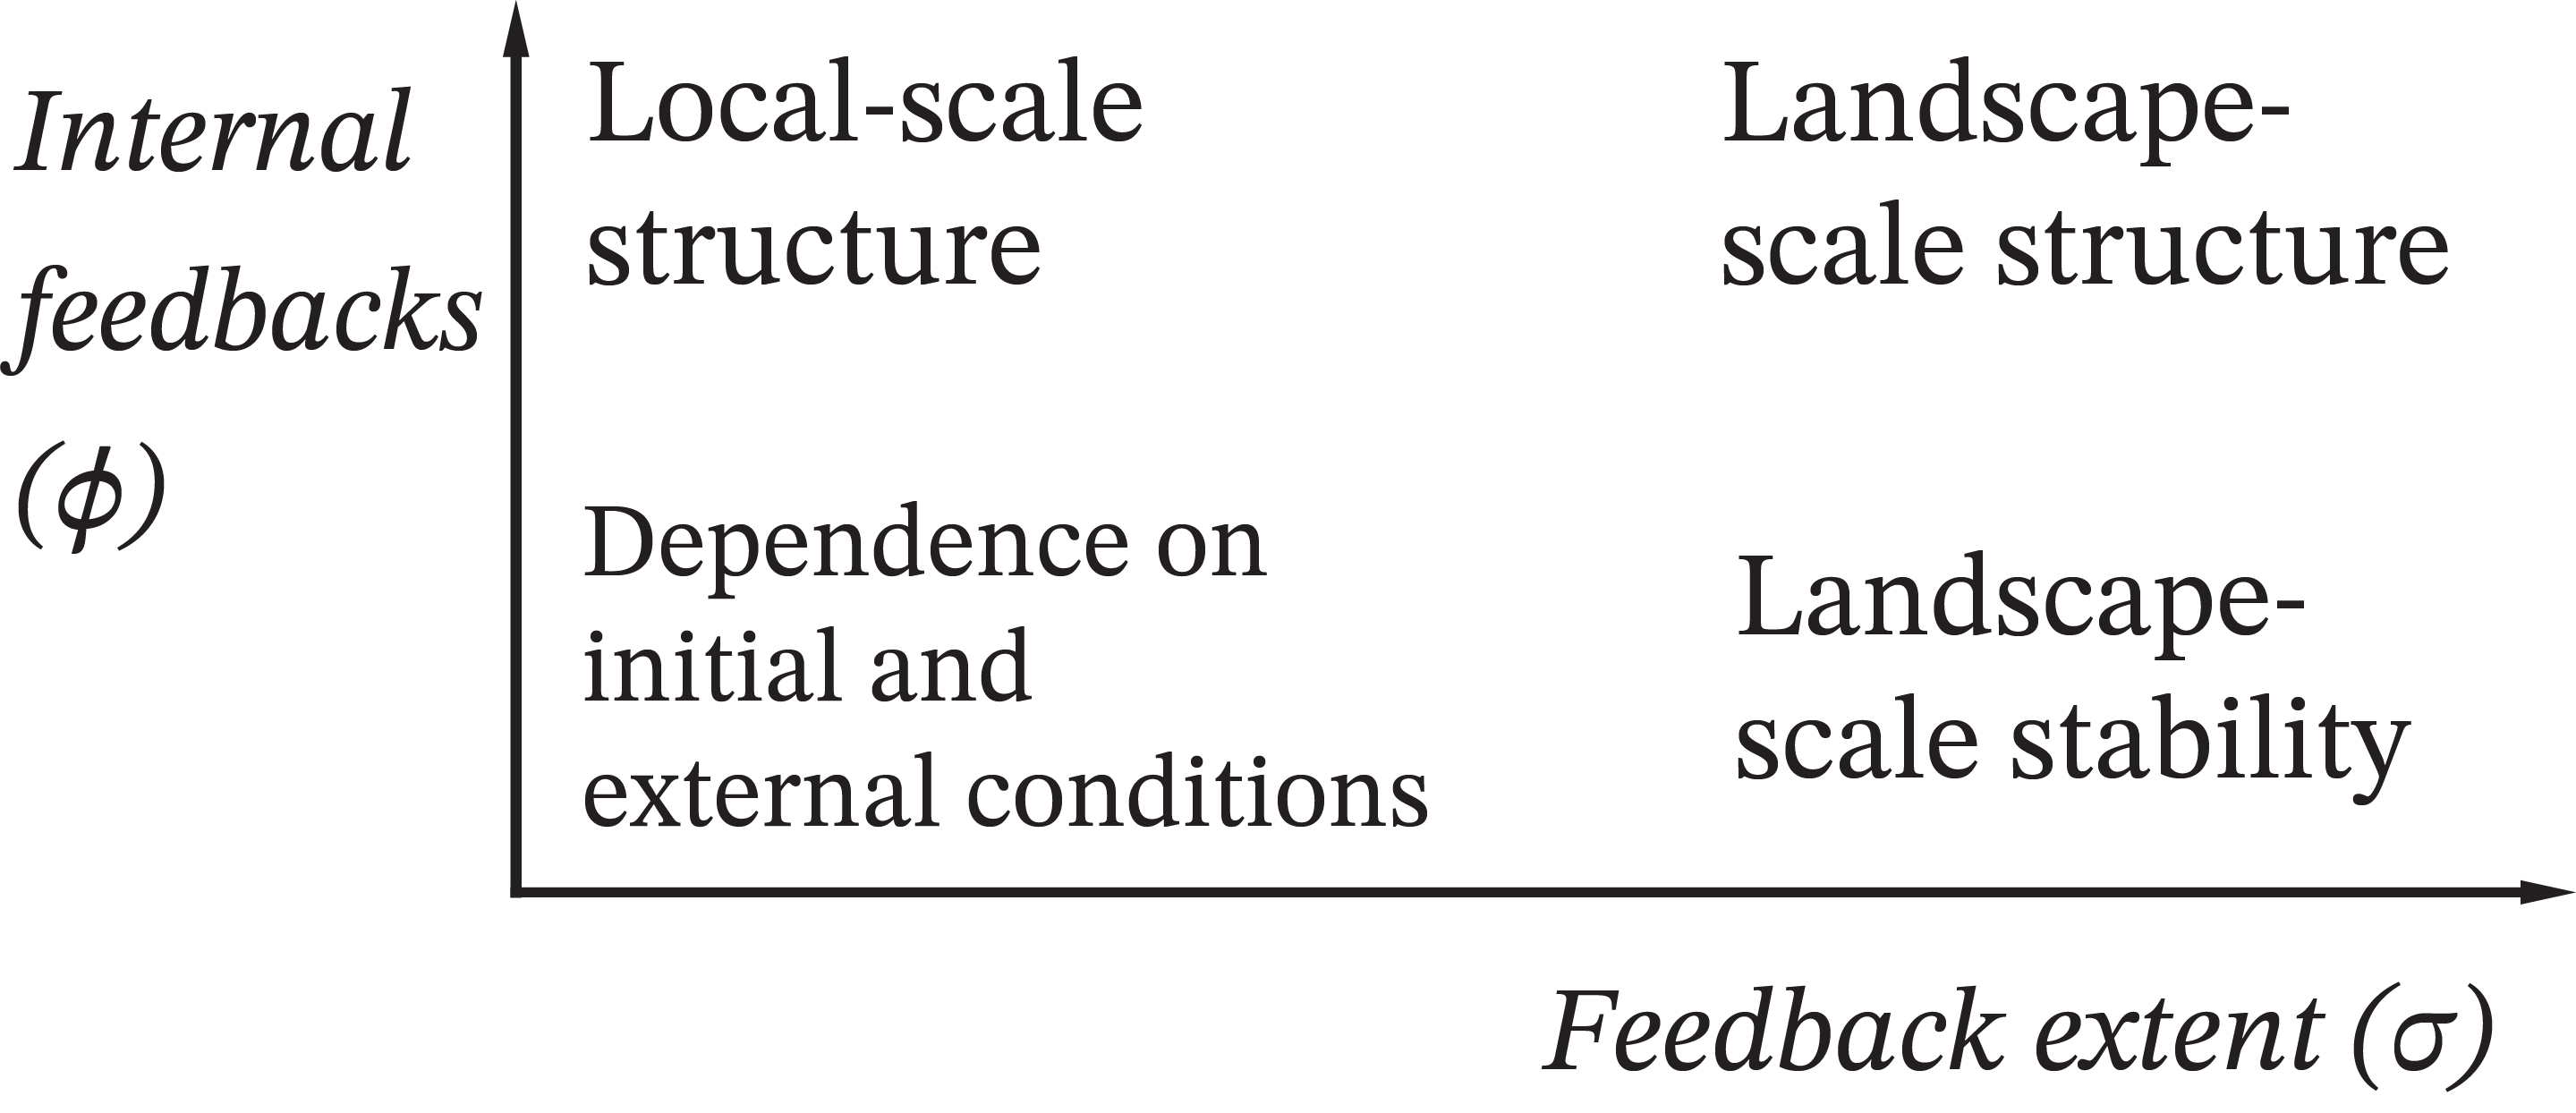 Internal
feedbacks
(ϕ)
Local-scale
structure
Landscape-
scale structure
Dependence on
initial and
external conditions
Landscape-
scale stability
Feedback extent (σ)